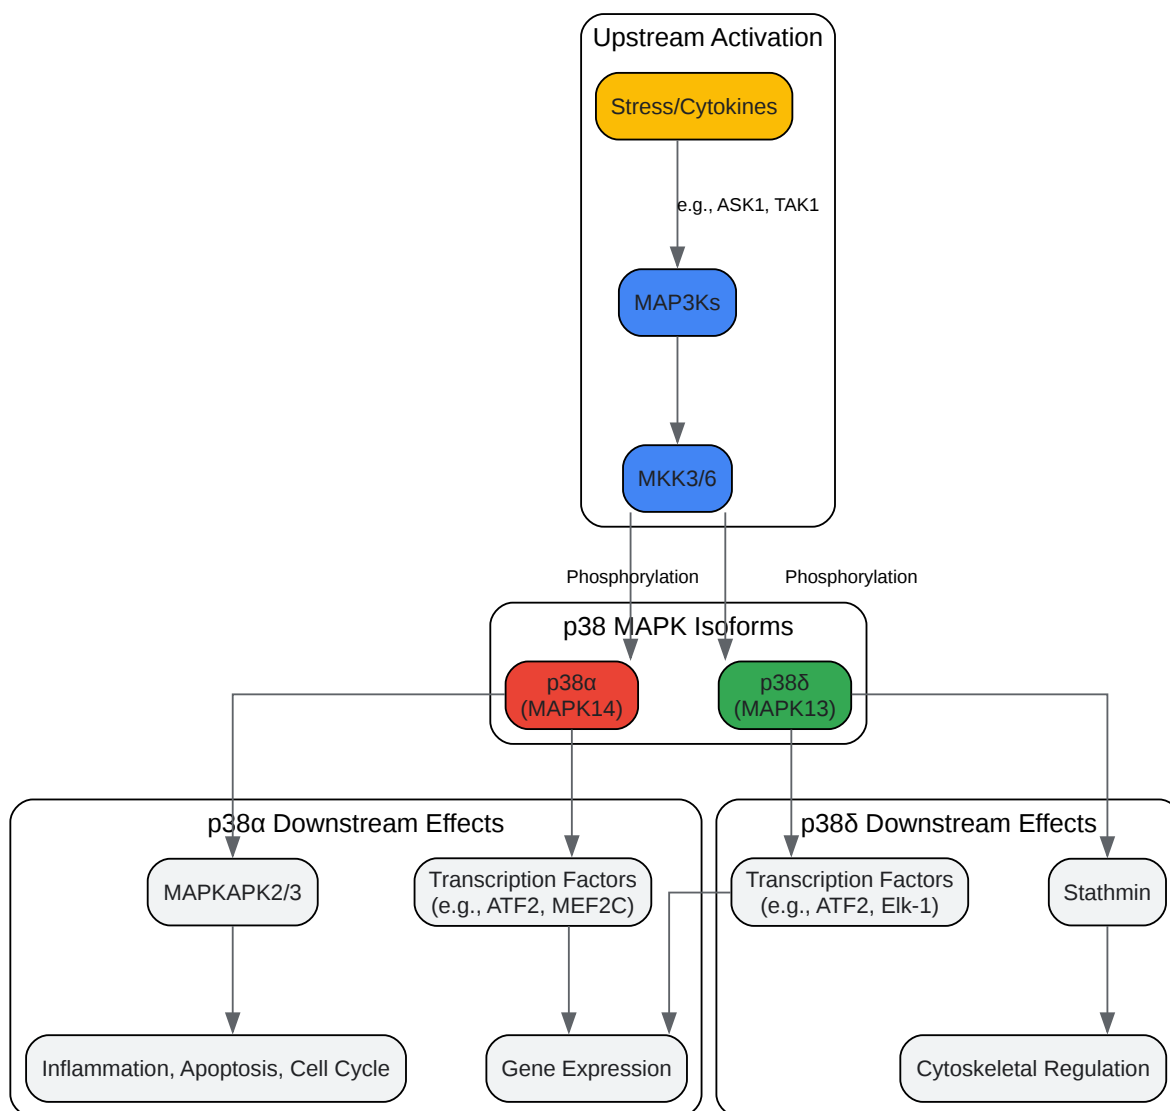 Upstream Activation
Stress/Cytokines
e.g., ASK1, TAK1
MAP3Ks
MKK3/6
Phosphorylation
Phosphorylation
p38 MAPK Isoforms
p38α
(MAPK14)
p38δ
(MAPK13)
p38α Downstream Effects
p38δ Downstream Effects
MAPKAPK2/3
Transcription Factors
(e.g., ATF2, MEF2C)
Transcription Factors
(e.g., ATF2, Elk-1)
Stathmin
Inflammation, Apoptosis, Cell Cycle
Gene Expression
Cytoskeletal Regulation